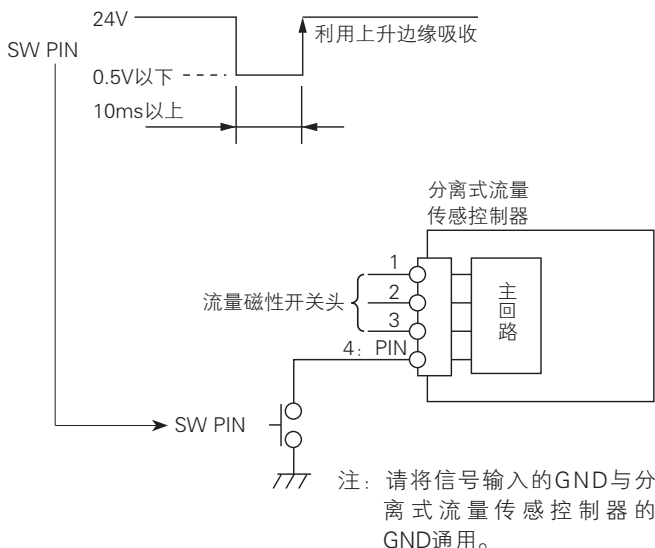 24V
利用上升边缘吸收
SW PIN
0.5V以下
10ms以上
分离式流量
传感控制器
1
2
3
流量磁性开关头
4：PIN
主
回
路
SW PIN
注：请将信号输入的GND与分
离式流量传感控制器的
GND通用。